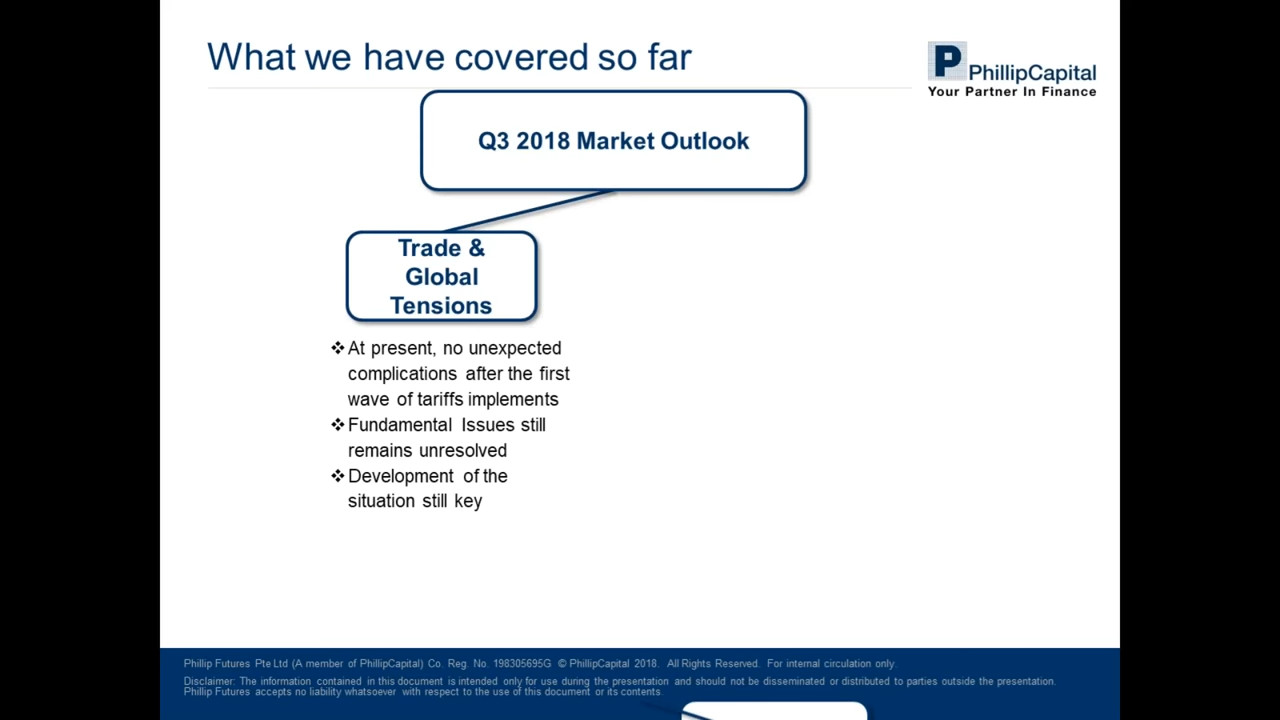 What we have covered so far
P
PhillipCapital
Your Partner In Finance
Q3 2018 Market Outlook
Trade &
Global
Tensions
❖At present, no unexpected
complications after the first
wave of tariffs implements
❖Fundamental Issues still
remains unresolved
❖Development of the
situation still key
Phillip Futures Pte Ltd (A member of PhillipCapital) Co. Reg. No. 198305695G © PhillipCapital 2018. All Rights Reserved. For internal circulation only.
Disclaimer: The information contained in this document is intended only for use during the presentation and should not be disseminated or distributed to parties outside the presentation.
Phillip Futures accepts no liability whatsoever with respect to the use of this document or its contents.